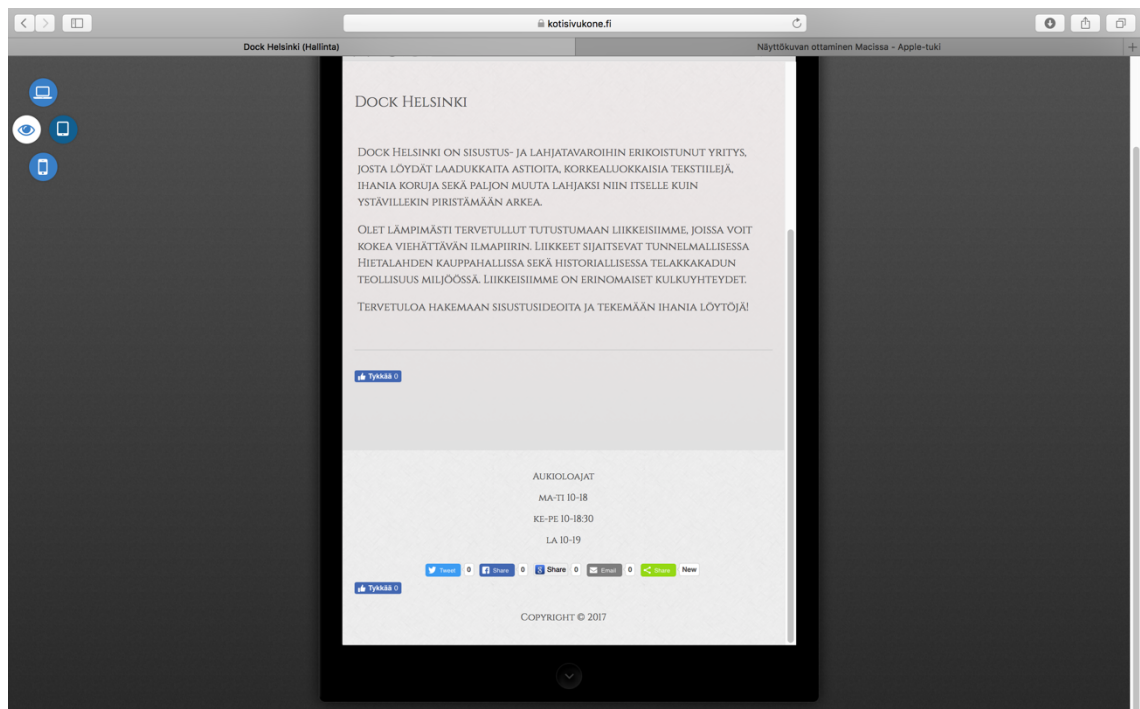 kotisivukone.fi
Dock Helsinki (Hallinta)
Näyttökuvan ottaminen Macissa - Apple-tuki
Dock Helsinki
Dock Helsinki on sisustus- ja lahjatavaroihin erikoistunut yritys,
josta löydät laadukkaita astioita, korkealuokkaisia tekstiilejä,
ihania koruja sekä paljon muuta lahjaksi niin itselle kuin
ystävillekin piristämään arkea.
Olet lämpimästi tervetullut tutustumaan liikkeisiimme, joissa voit
kokea viehättävän ilmapiirin. Liikkeet sijaitsevat tunnelmallisessa
Hietalahden kauppahallissa sekä historiallisessa Telakkakadun
teollisuus miljöössä. Liikkeisiimme on erinomaiset kulkuyhteydet.
Tervetuloa hakemaan sisustusideoita ja tekemään ihania löytöjä!
Tykkää 0
Aukioloajat
ma-ti 10-18
ke-pe 10-18:30
la 10-19
Tweet 0 Share 0 Share 0 Email 0 Share New
Tykkää 0
Copyright © 2017